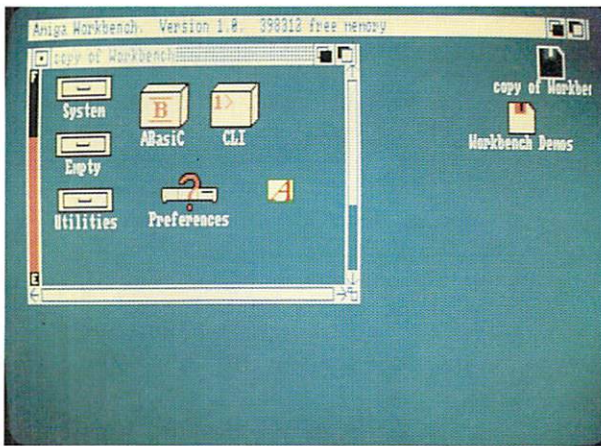 Amiga Workbench. Version 1.0. 398312 free memory
copy of Workbench
F
System
B
ABasiC
1>
CLI
Empty
Utilities
?
Preferences
A
E
copy of Workbe
Workbench Demos